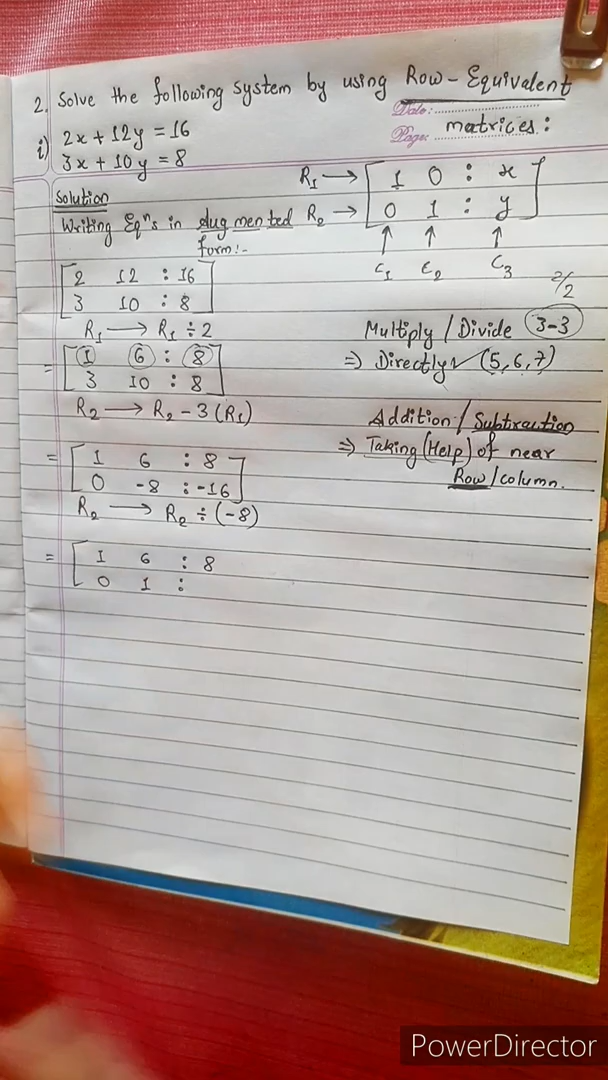 2. Solve the following system by using Row-Equivalent
Date:
Page:
matrices:
i) 2x + 12y = 16
3x + 10y = 8
Solution
Writing Eqⁿs in Augmented
form:-
R₁ → [ 1 0 : x ]
R₂ → [ 0 1 : y ]
↑ ↑ ↑
C₁ C₂ C₃
2/2
[ 2 12 : 16
3 10 : 8 ]
R₁ → R₁ ÷ 2
= [ 1 6 : 8
3 10 : 8 ]
R₂ → R₂ - 3(R₁)
= [ 1 6 : 8
0 -8 : -16 ]
R₂ → R₂ ÷ (-8)
= [ 1 6 : 8
0 1 :
Multiply / Divide 3-3
⇒ Directly ✓ (5,6,7)
Addition / Subtraction
⇒ Taking (Help) of near
Row/column.
PowerDirector